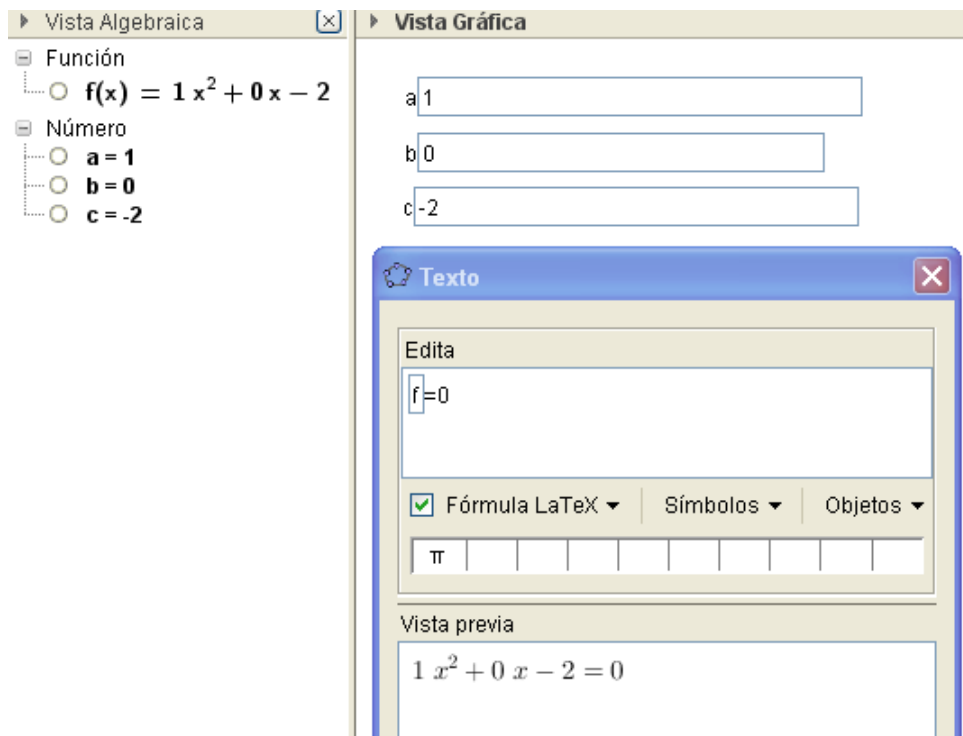 Vista Algebraica
Función
f(x) = 1 x² + 0 x − 2
Número
a = 1
b = 0
c = -2
Vista Gráfica
a 1
b 0
c -2
Texto
Edita
f=0
Fórmula LaTeX Símbolos Objetos
π
Vista previa
1 x² + 0 x − 2 = 0